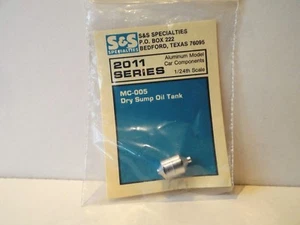 S&S
SPECIALTIES
S&S SPECIALTIES
P.O. BOX 222
BEDFORD, TEXAS 76095
2011
SERIES
Aluminum Model
Car Components
1/24th Scale
MC-005
Dry Sump Oil Tank